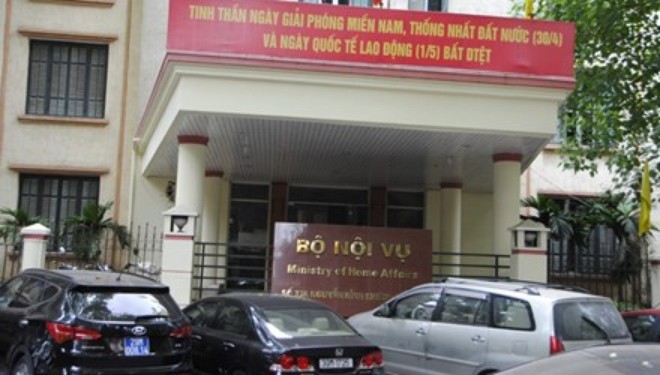 TINH THẦN NGÀY GIẢI PHÓNG MIỀN NAM, THỐNG NHẤT ĐẤT NƯỚC (30/4)
VÀ NGÀY QUỐC TẾ LAO ĐỘNG (1/5) BẤT DIỆT
BỘ NỘI VỤ
Ministry of Home Affairs
SỐ